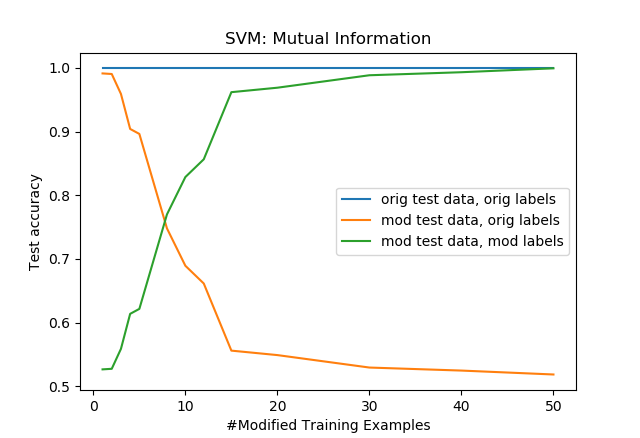 SVM: Mutual Information
1.0
0.9
0.8
0.7
0.6
0.5
Test accuracy
orig test data, orig labels
mod test data, orig labels
mod test data, mod labels
0 10 20 30 40 50
#Modified Training Examples